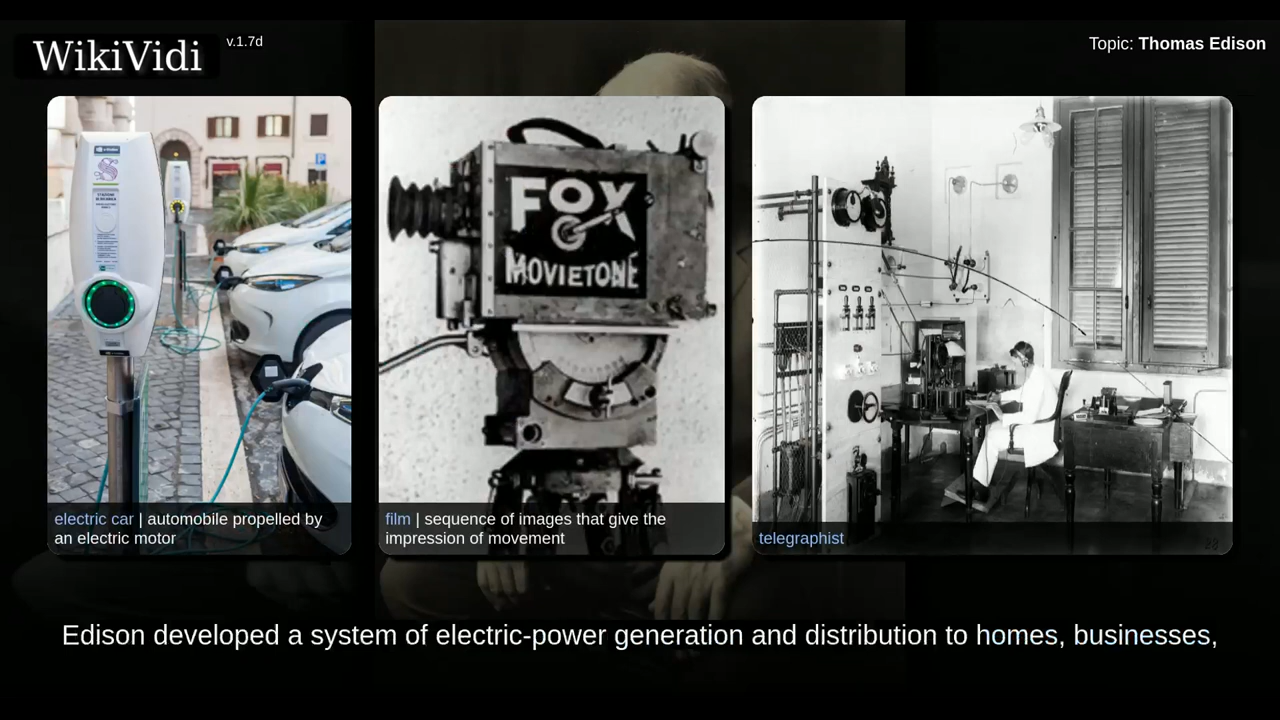 WikiVidi
v.1.7d
Topic: Thomas Edison
FOX
MOVIETONE
electric car | automobile propelled by
an electric motor
film | sequence of images that give the
impression of movement
telegraphist
23
Edison developed a system of electric-power generation and distribution to homes, businesses,